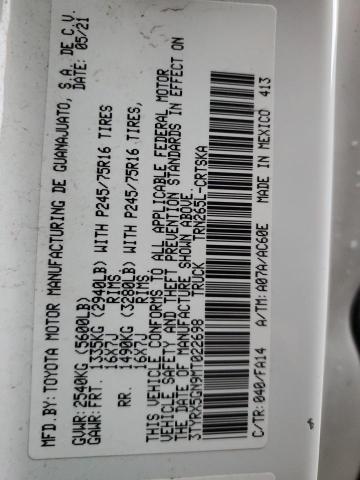 MFD.BY:TOYOTA MOTOR MANUFACTURING DE GUANAJUATO, S.A. DE C.V.
DATE: 05/21
GVWR:2540KG (5600LB)
GAWR:FRT. 1335KG (2940LB) WITH P245/75R16 TIRES
16X7J RIMS,
RR. 1490KG (3280LB) WITH P245/75R16 TIRES,
16X7J RIMS.
THIS VEHICLE CONFORMS TO ALL APPLICABLE FEDERAL MOTOR
VEHICLE SAFETY AND THEFT PREVENTION STANDARDS IN EFFECT ON
THE DATE OF MANUFACTURE SHOWN ABOVE.
3TYRX5GN9MT022698 TRUCK TRN265L-CRTSKA
C/TR:040/FA14 A/TM:A07A/AC60E MADE IN MEXICO 413